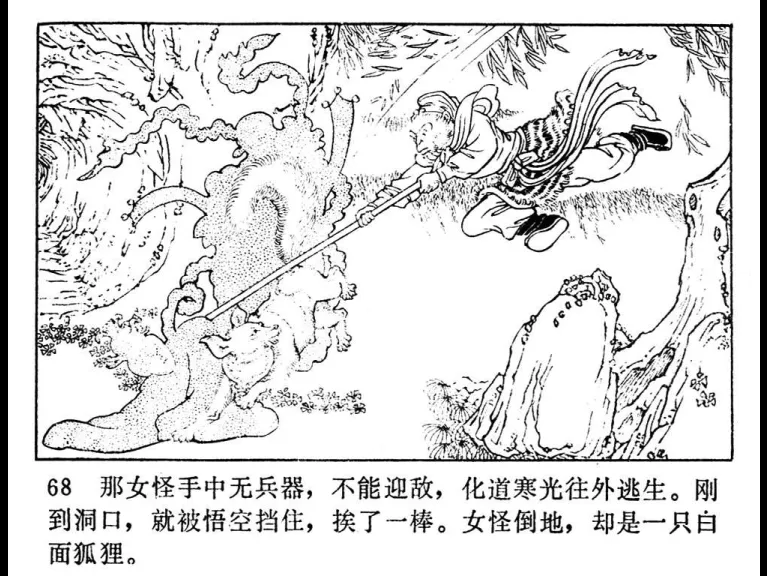 68 那女怪手中无兵器，不能迎敌，化道寒光往外逃生。刚
到洞口，就被悟空挡住，挨了一棒。女怪倒地，却是一只白
面狐狸。